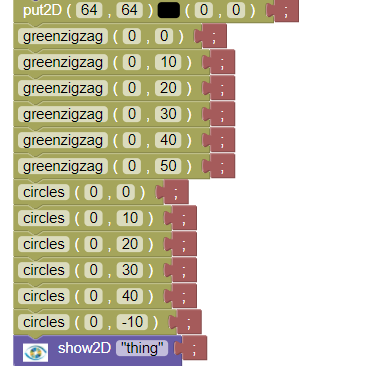 put2D ( 64 , 64 ) ( 0 , 0 ) ;
greenzigzag ( 0 , 0 ) ;
greenzigzag ( 0 , 10 ) ;
greenzigzag ( 0 , 20 ) ;
greenzigzag ( 0 , 30 ) ;
greenzigzag ( 0 , 40 ) ;
greenzigzag ( 0 , 50 ) ;
circles ( 0 , 0 ) ;
circles ( 0 , 10 ) ;
circles ( 0 , 20 ) ;
circles ( 0 , 30 ) ;
circles ( 0 , 40 ) ;
circles ( 0 , -10 ) ;
show2D "thing" ;